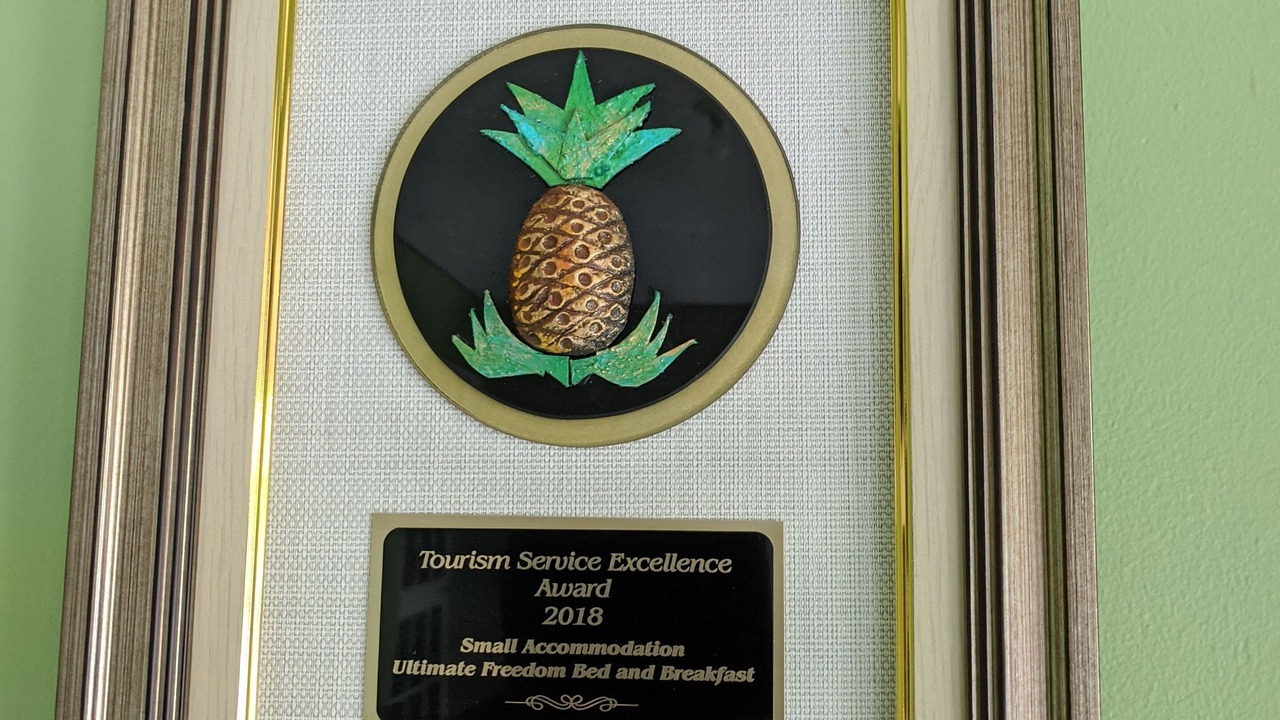 Tourism Service Excellence
Award
2018
Small Accommodation
Ultimate Freedom Bed and Breakfast